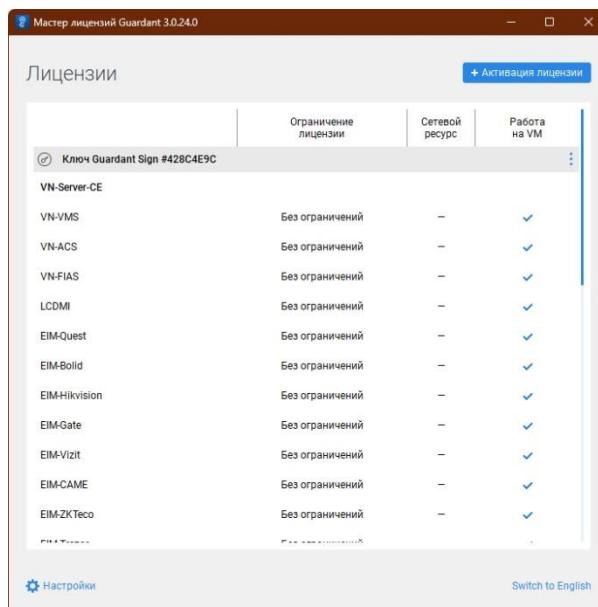 Мастер лицензий Guardant 3.0.24.0
Лицензии
+ Активация лицензии
Ограничение лицензии
Сетевой ресурс
Работа на VM
Ключ Guardant Sign #428C4E9C
VN-Server-CE
VN-VMS Без ограничений –
VN-ACS Без ограничений –
VN-FIAS Без ограничений –
LCDMI Без ограничений –
EIM-Quest Без ограничений –
EIM-Bolid Без ограничений –
EIM-Hikvision Без ограничений –
EIM-Gate Без ограничений –
EIM-Vizit Без ограничений –
EIM-CAME Без ограничений –
EIM-ZKTeco Без ограничений –
Настройки
Switch to English